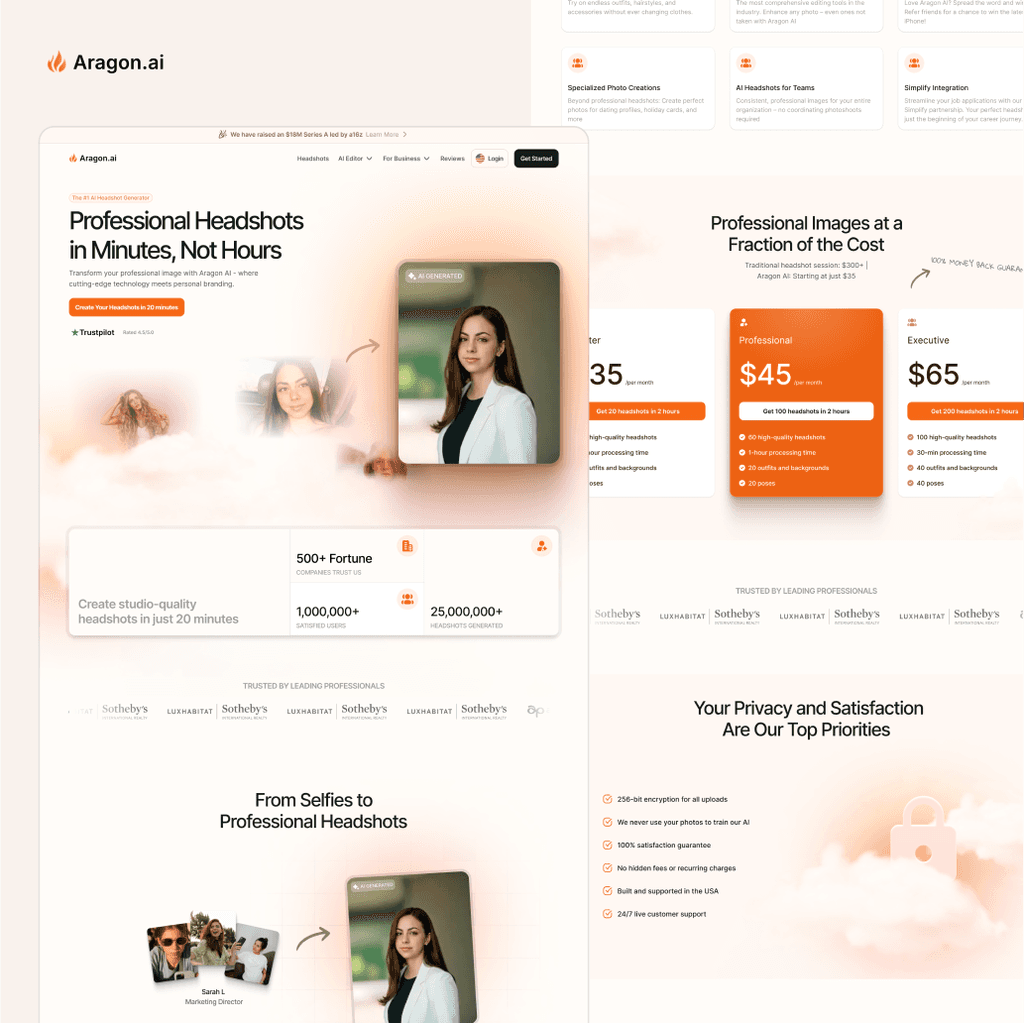 Aragon.ai
We have raised an $18M Series A led by a16z Learn More
Aragon.ai
Headshots
AI Editor
For Business
Reviews
Login
Get Started
The #1 AI Headshot Generator
Professional Headshots
in Minutes, Not Hours
Transform your professional image with Aragon AI - where
cutting-edge technology meets personal branding.
Create Your Headshots in 20 minutes
Trustpilot
AI GENERATED
Create studio-quality
headshots in just 20 minutes
500+ Fortune
COMPANIES TRUST US
1,000,000+
SATISFIED USERS
25,000,000+
HEADSHOTS GENERATED
TRUSTED BY LEADING PROFESSIONALS
Sotheby's
INTERNATIONAL REALTY
LUXHABITAT
Sotheby's
INTERNATIONAL REALTY
LUXHABITAT
Sotheby's
INTERNATIONAL REALTY
LUXHABITAT
Sotheby's
INTERNATIONAL REALTY
From Selfies to
Professional Headshots
AI GENERATED
Sarah L
Marketing Director
Try on endless outfits, hairstyles, and
accessories without ever changing clothes.
The most comprehensive editing tools in the
industry. Enhance any photo – even ones not
taken with Aragon AI
Love Aragon AI? Spread the word and wi
Refer friends for a chance to win the late
iPhone!
Specialized Photo Creations
Beyond professional headshots: Create perfect
photos for dating profiles, holiday cards, and
more
AI Headshots for Teams
Consistent, professional images for your entire
organization – no coordinating photoshoots
required
Simplify Integration
Streamline your job applications with our
Simplify partnership. Your perfect headsh
just the beginning of your career journey.
Professional Images at a
Fraction of the Cost
Traditional headshot session: $300+ |
Aragon AI: Starting at just $35
100% MONEY BACK GUARA
ter
35 /per month
Get 20 headshots in 2 hours
high-quality headshots
our processing time
utfits and backgrounds
oses
Professional
$45 /per month
Get 100 headshots in 2 hours
60 high-quality headshots
1-hour processing time
20 outfits and backgrounds
20 poses
Executive
$65 /per month
Get 200 headshots in 2 hours
100 high-quality headshots
30-min processing time
40 outfits and backgrounds
40 poses
TRUSTED BY LEADING PROFESSIONALS
Sotheby's
INTERNATIONAL REALTY
LUXHABITAT
Sotheby's
INTERNATIONAL REALTY
LUXHABITAT
Sotheby's
INTERNATIONAL REALTY
LUXHABITAT
Sotheby's
INTERNATIONAL REALTY
Your Privacy and Satisfaction
Are Our Top Priorities
256-bit encryption for all uploads
We never use your photos to train our AI
100% satisfaction guarantee
No hidden fees or recurring charges
Built and supported in the USA
24/7 live customer support